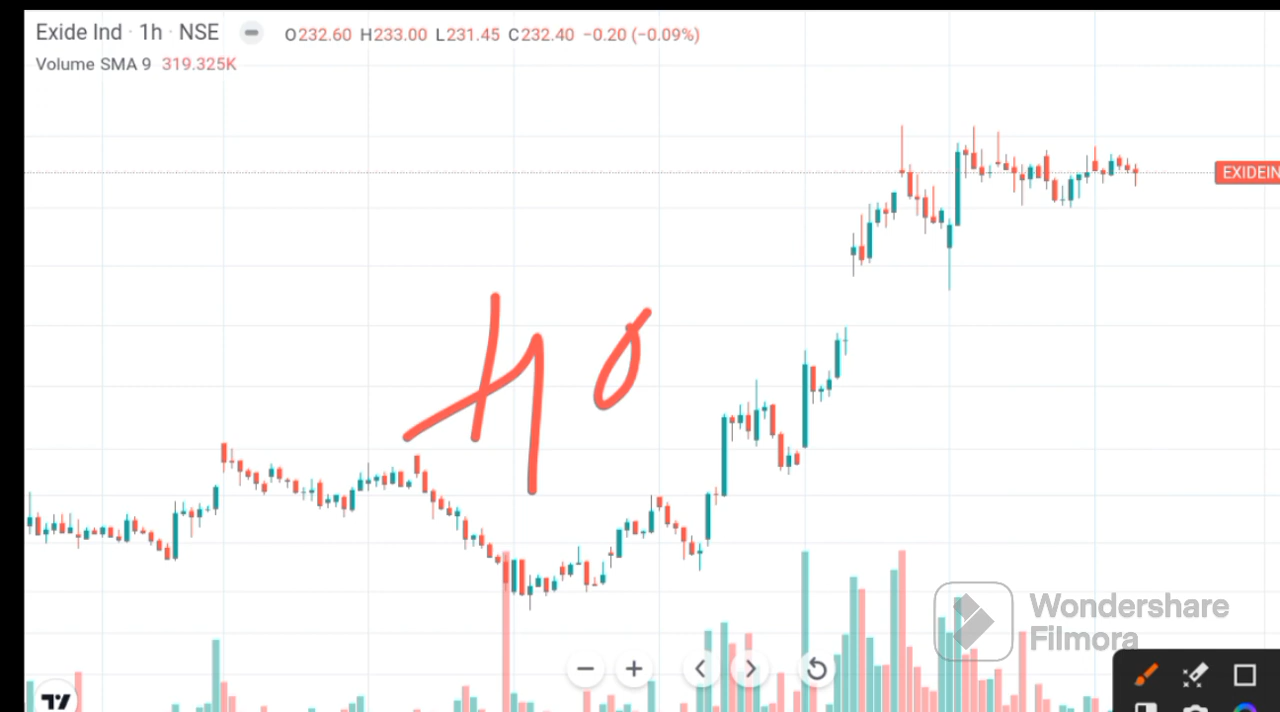 Exide Ind · 1h · NSE O232.60 H233.00 L231.45 C232.40 −0.20 (−0.09%)
Volume SMA 9 319.325K
EXIDEIN
40
Wondershare
Filmora